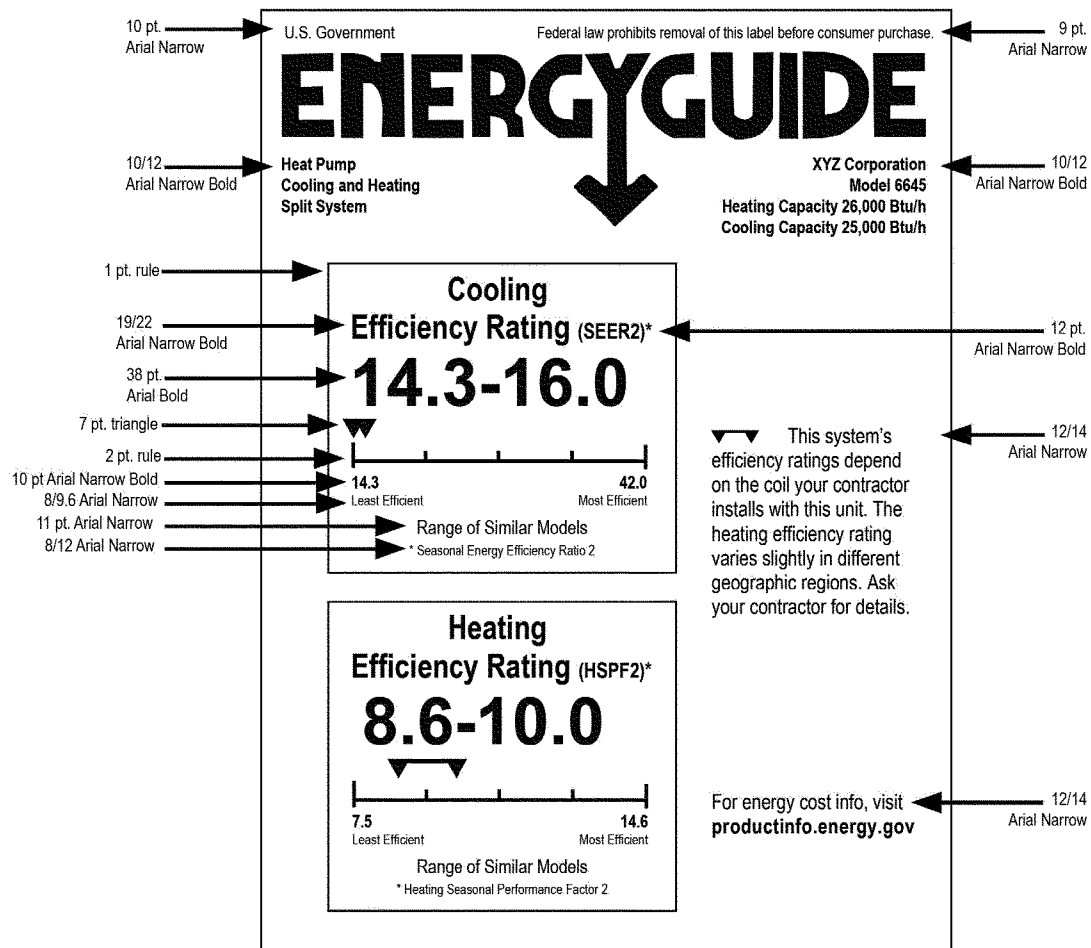 10 pt.
Arial Narrow
U.S. Government
Federal law prohibits removal of this label before consumer purchase.
9 pt.
Arial Narrow
ENERGYGUIDE
10/12
Arial Narrow Bold
Heat Pump
Cooling and Heating
Split System
XYZ Corporation
Model 6645
Heating Capacity 26,000 Btu/h
Cooling Capacity 25,000 Btu/h
10/12
Arial Narrow Bold
1 pt. rule
19/22
Arial Narrow Bold
38 pt.
Arial Bold
7 pt. triangle
2 pt. rule
10 pt Arial Narrow Bold
8/9.6 Arial Narrow
11 pt. Arial Narrow
8/12 Arial Narrow
Cooling
Efficiency Rating (SEER2)*
14.3-16.0
14.3 42.0
Least Efficient Most Efficient
Range of Similar Models
* Seasonal Energy Efficiency Ratio 2
12 pt.
Arial Narrow Bold
This system's
efficiency ratings depend
on the coil your contractor
installs with this unit. The
heating efficiency rating
varies slightly in different
geographic regions. Ask
your contractor for details.
12/14
Arial Narrow
Heating
Efficiency Rating (HSPF2)*
8.6-10.0
7.5 14.6
Least Efficient Most Efficient
Range of Similar Models
* Heating Seasonal Performance Factor 2
For energy cost info, visit
productinfo.energy.gov
12/14
Arial Narrow